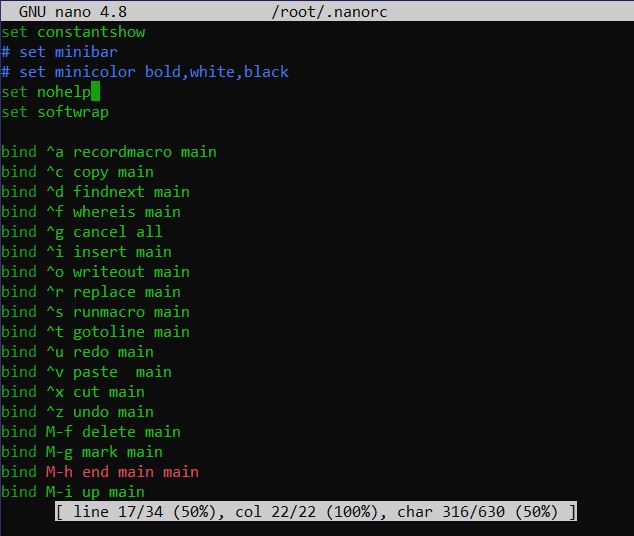 GNU nano 4.8 /root/.nanorc
set constantshow
# set minibar
# set minicolor bold,white,black
set nohelp
set softwrap
bind ^a recordmacro main
bind ^c copy main
bind ^d findnext main
bind ^f whereis main
bind ^g cancel all
bind ^i insert main
bind ^o writeout main
bind ^r replace main
bind ^s runmacro main
bind ^t gotoline main
bind ^u redo main
bind ^v paste  main
bind ^x cut main
bind ^z undo main
bind M-f delete main
bind M-g mark main
bind M-h end main main
bind M-i up main
[ line 17/34 (50%), col 22/22 (100%), char 316/630 (50%) ]